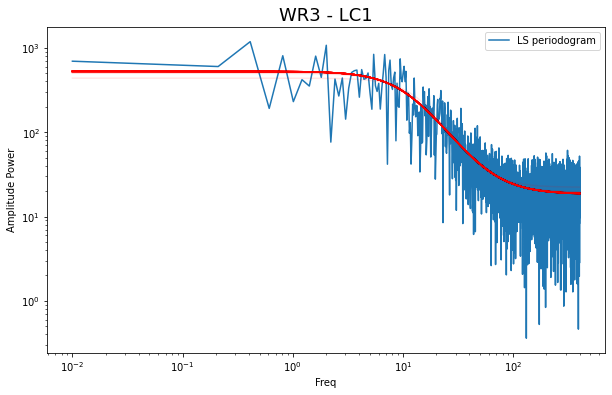 WR3 - LC1
LS periodogram
Amplitude Power
10³
10²
10¹
10⁰
10⁻² 10⁻¹ 10⁰ 10¹ 10²
Freq